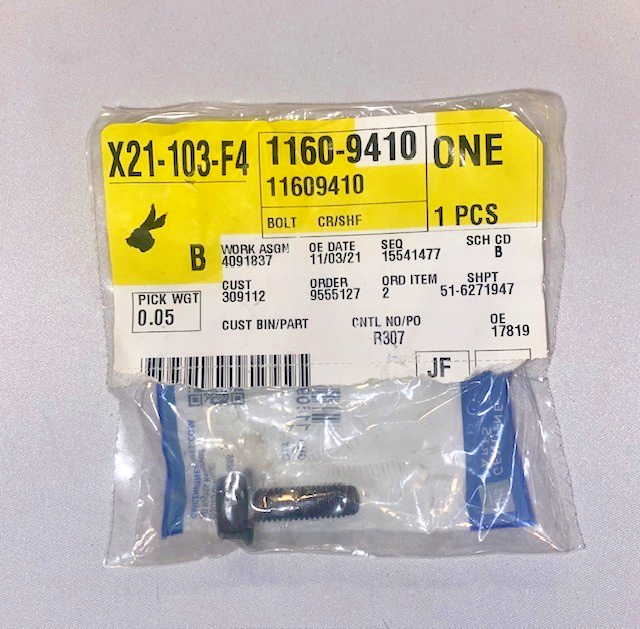 X21-103-F4 1160-9410 ONE
11609410
BOLT CR/SHF 1 PCS
B WORK ASGN OE DATE SEQ SCH CD
4091837 11/03/21 15541477 B
CUST ORDER ORD ITEM SHPT
309112 9555127 2 51-6271947
PICK WGT
0.05
CUST BIN/PART CNTL NO/PO OE
R307 17819
JF
PARTS
GENUINE